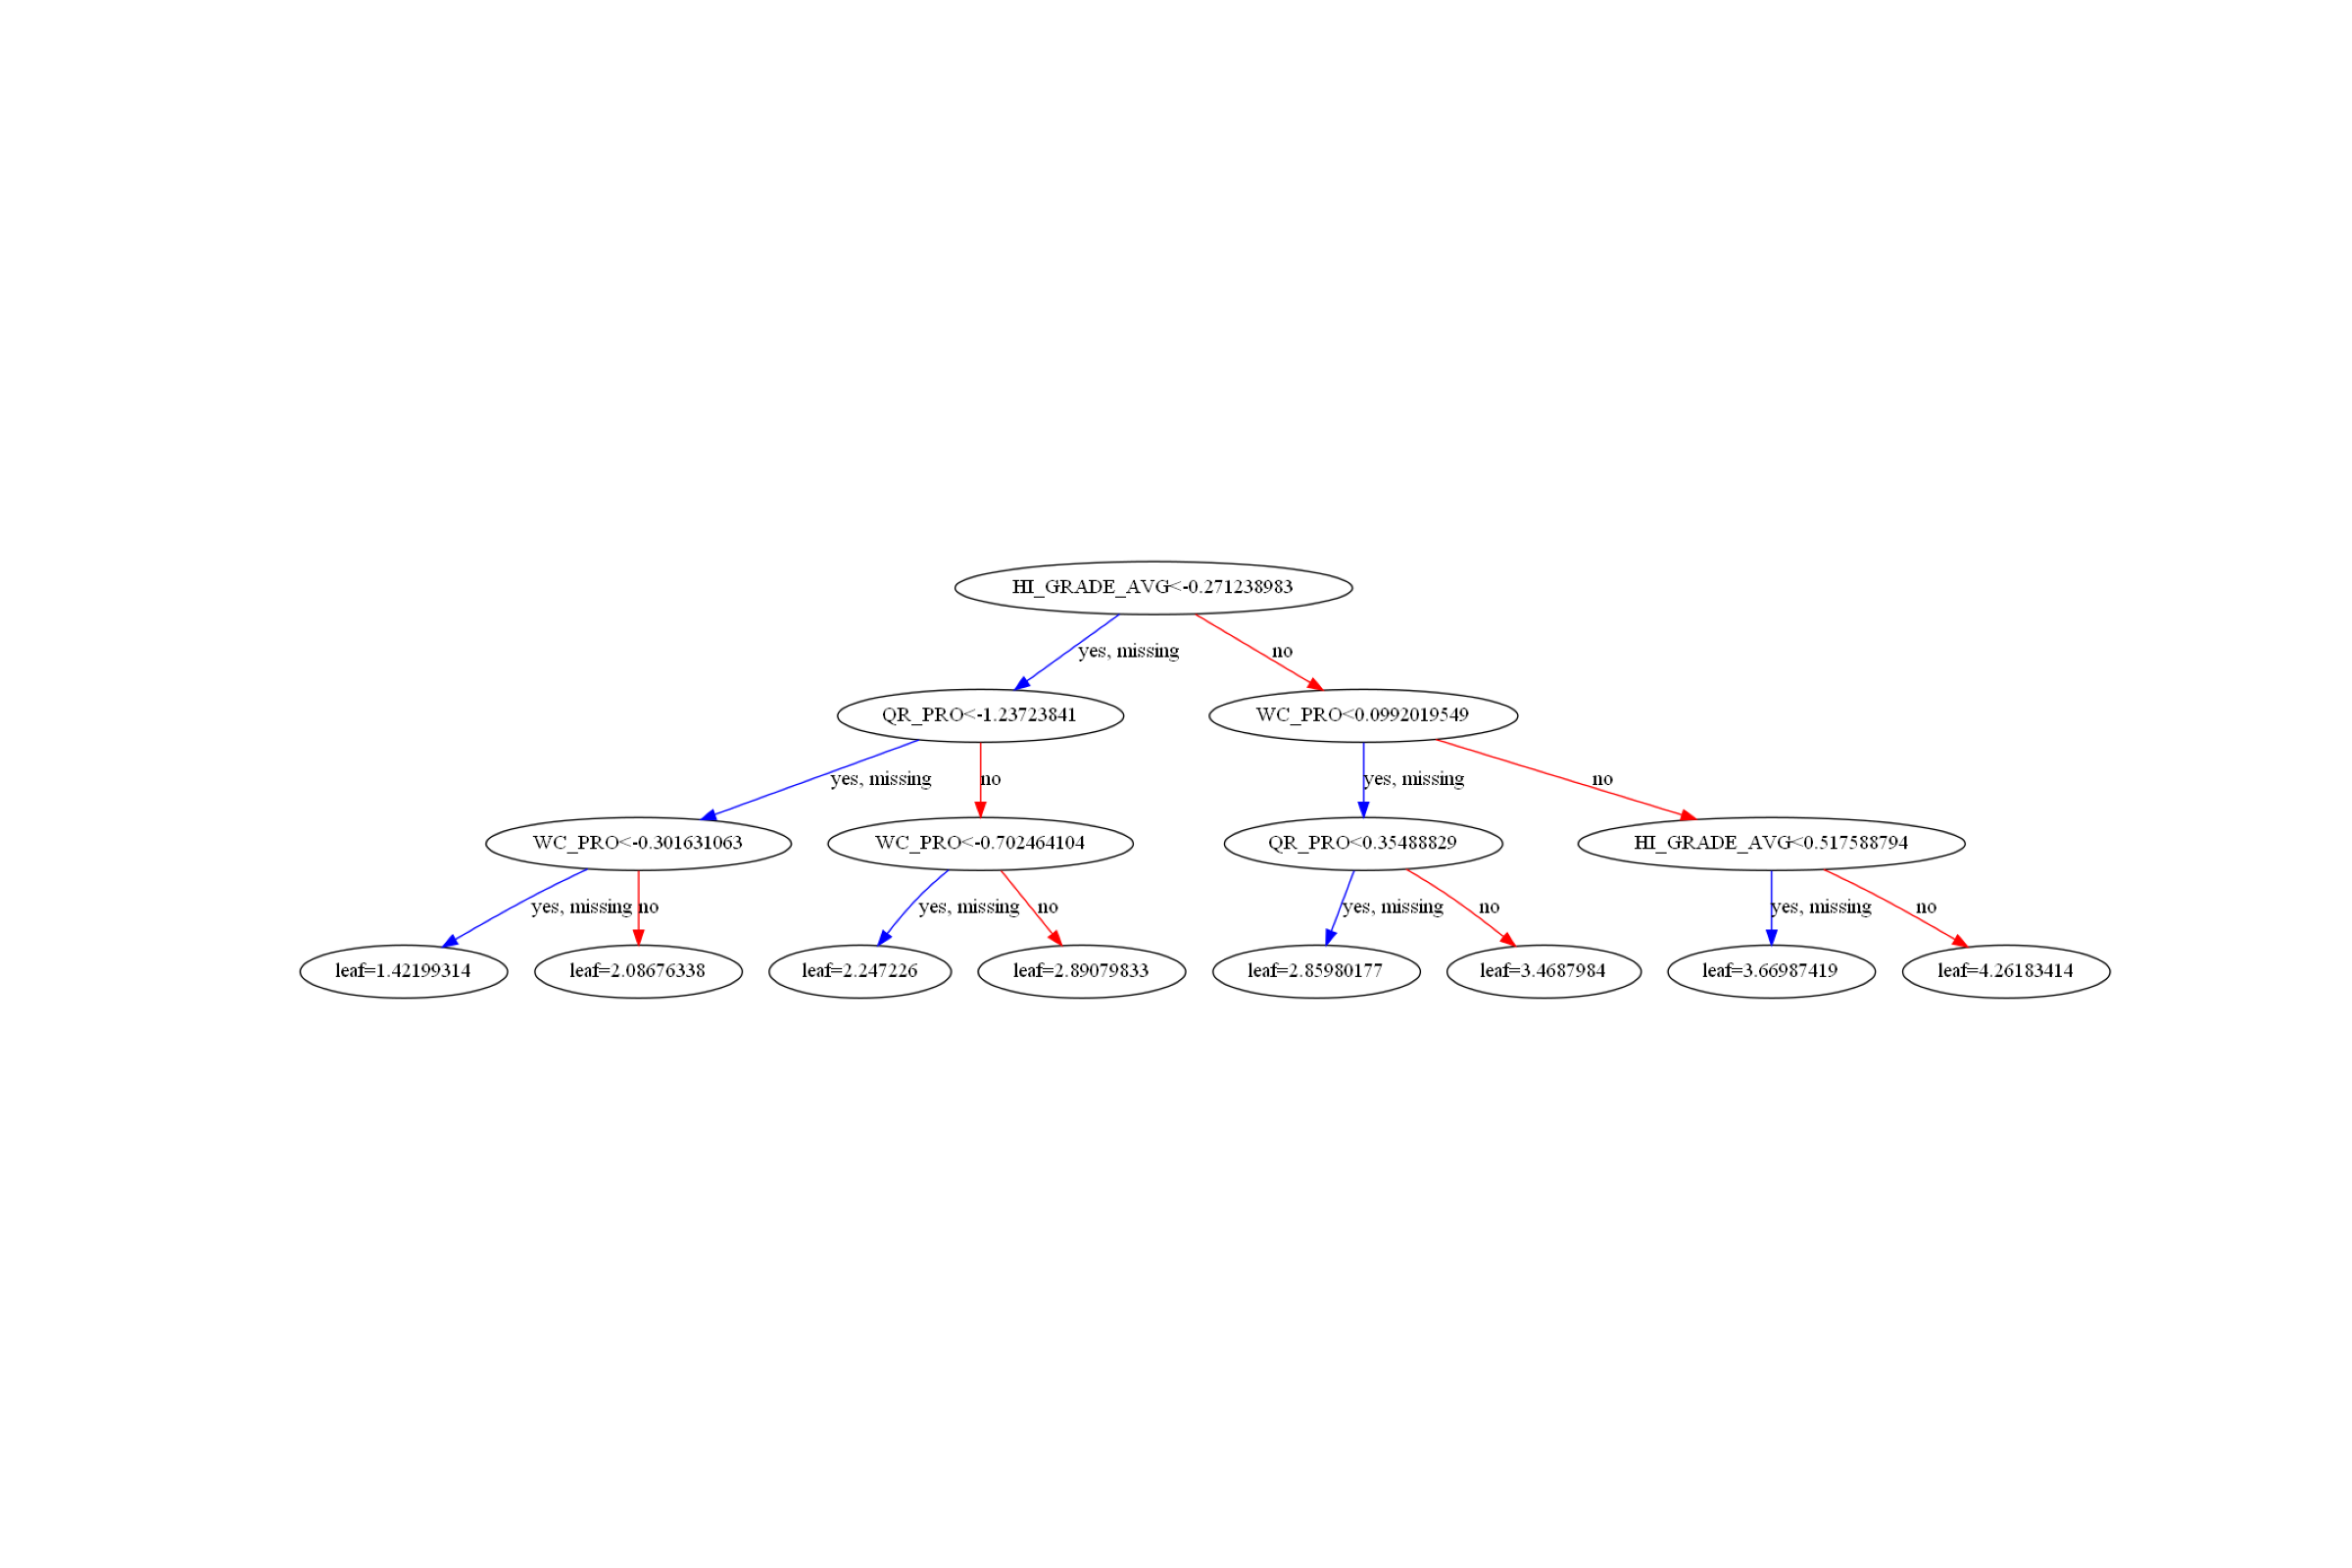 HI_GRADE_AVG<-0.271238983
yes, missing
no
QR_PRO<-1.23723841
WC_PRO<0.0992019549
yes, missing
no
yes, missing
no
WC_PRO<-0.301631063
WC_PRO<-0.702464104
QR_PRO<0.35488829
HI_GRADE_AVG<0.517588794
yes, missing
no
yes, missing
no
yes, missing
no
yes, missing
no
leaf=1.42199314
leaf=2.08676338
leaf=2.247226
leaf=2.89079833
leaf=2.85980177
leaf=3.4687984
leaf=3.66987419
leaf=4.26183414